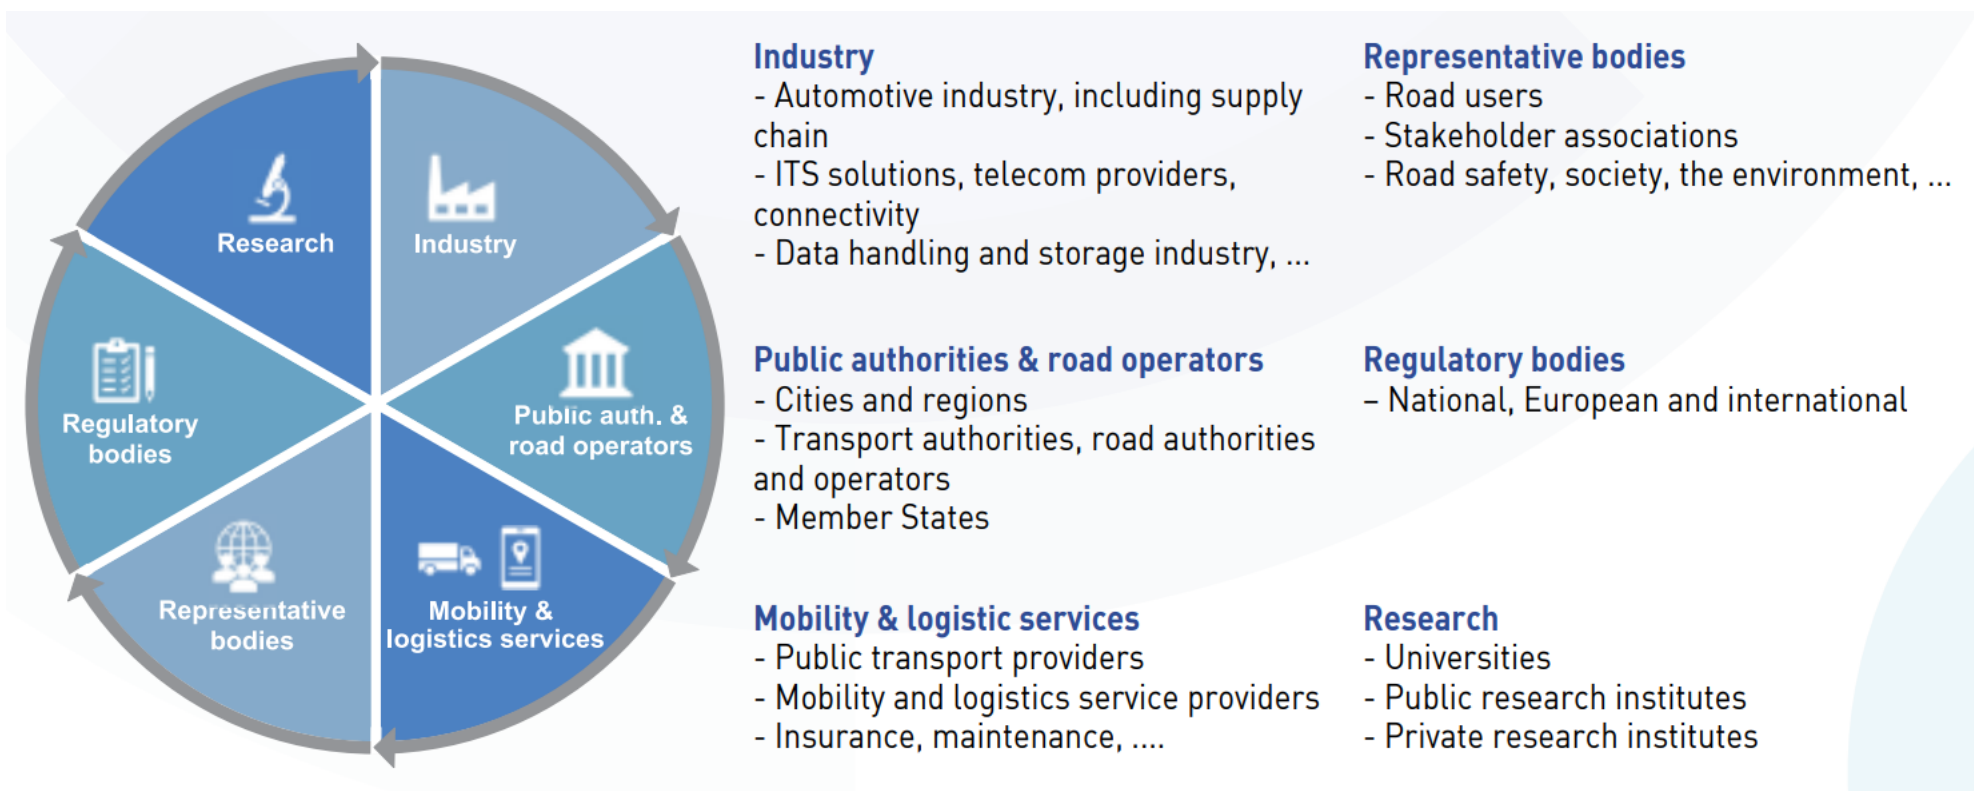 Research
Industry
Regulatory
bodies
Public auth. &
road operators
Representative
bodies
Mobility &
logistics services
Industry
- Automotive industry, including supply
chain
- ITS solutions, telecom providers,
connectivity
- Data handling and storage industry, ...
Public authorities & road operators
- Cities and regions
- Transport authorities, road authorities
and operators
- Member States
Mobility & logistic services
- Public transport providers
- Mobility and logistics service providers
- Insurance, maintenance, ....
Representative bodies
- Road users
- Stakeholder associations
- Road safety, society, the environment, ...
Regulatory bodies
– National, European and international
Research
- Universities
- Public research institutes
- Private research institutes